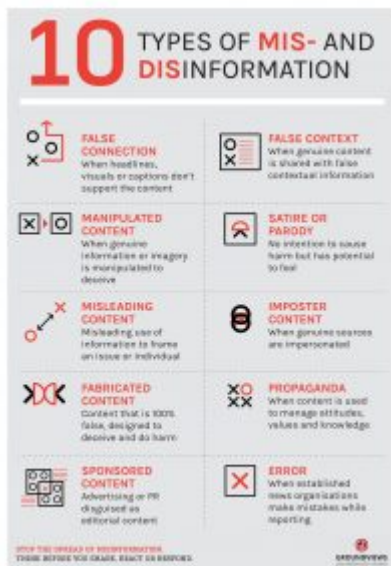 10 TYPES OF MIS- AND
DISINFORMATION
FALSE
CONNECTION
When headlines,
visuals or captions don't
support the content
FALSE CONTEXT
When genuine content
is shared with false
contextual information
MANIPULATED
CONTENT
When genuine
information or imagery
is manipulated to
deceive
SATIRE OR
PARODY
No intention to cause
harm but has potential
to fool
MISLEADING
CONTENT
Misleading use of
information to frame
an issue or individual
IMPOSTER
CONTENT
When genuine sources
are impersonated
FABRICATED
CONTENT
Content that is 100%
false, designed to
deceive and do harm
PROPAGANDA
When content is used
to manage attitudes,
values and knowledge
SPONSORED
CONTENT
Advertising or PR
disguised as
editorial content
ERROR
When established
news organisations
make mistakes while
reporting
STOP THE SPREAD OF DISINFORMATION
THINK BEFORE YOU SHARE, REACT OR RESPOND.
GROUNDVIEWS